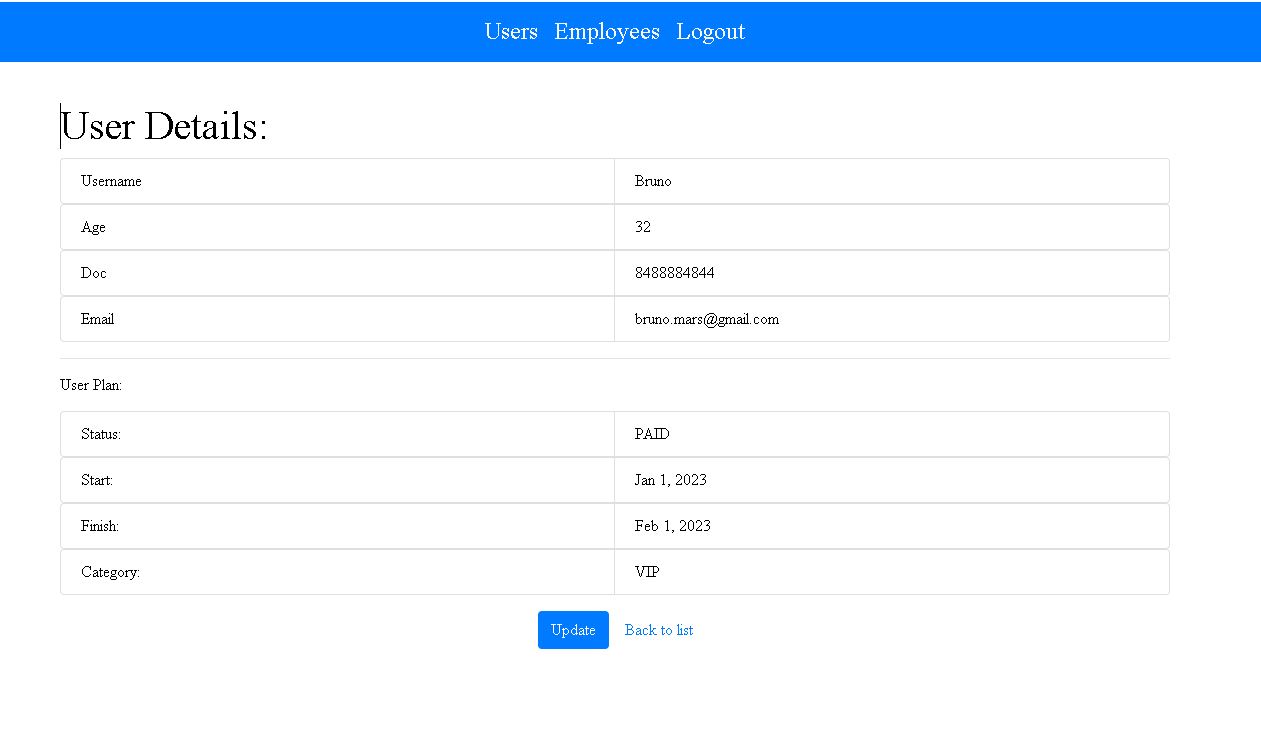 Users Employees Logout
User Details:
Username Bruno
Age 32
Doc 8488884844
Email bruno.mars@gmail.com
User Plan:
Status: PAID
Start: Jan 1, 2023
Finish: Feb 1, 2023
Category: VIP
Update Back to list